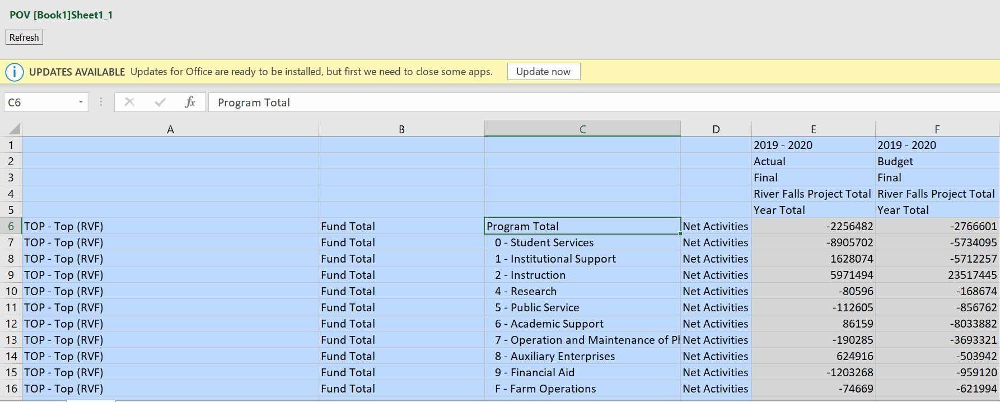 POV [Book1]Sheet1_1
Refresh
UPDATES AVAILABLE Updates for Office are ready to be installed, but first we need to close some apps. Update now
C6 fx Program Total
A B C D E F
1 2019 - 2020 2019 - 2020
2 Actual Budget
3 Final Final
4 River Falls Project Total River Falls Project Total
5 Year Total Year Total
6 TOP - Top (RVF) Fund Total Program Total Net Activities -2256482 -2766601
7 TOP - Top (RVF) Fund Total 0 - Student Services Net Activities -8905702 -5734095
8 TOP - Top (RVF) Fund Total 1 - Institutional Support Net Activities 1628074 -5712257
9 TOP - Top (RVF) Fund Total 2 - Instruction Net Activities 5971494 23517445
10 TOP - Top (RVF) Fund Total 4 - Research Net Activities -80596 -168674
11 TOP - Top (RVF) Fund Total 5 - Public Service Net Activities -112605 -856762
12 TOP - Top (RVF) Fund Total 6 - Academic Support Net Activities 86159 -8033882
13 TOP - Top (RVF) Fund Total 7 - Operation and Maintenance of Net Activities -190285 -3693321
14 TOP - Top (RVF) Fund Total 8 - Auxiliary Enterprises Net Activities 624916 -503942
15 TOP - Top (RVF) Fund Total 9 - Financial Aid Net Activities -1203268 -959120
16 TOP - Top (RVF) Fund Total F - Farm Operations Net Activities -74669 -621994